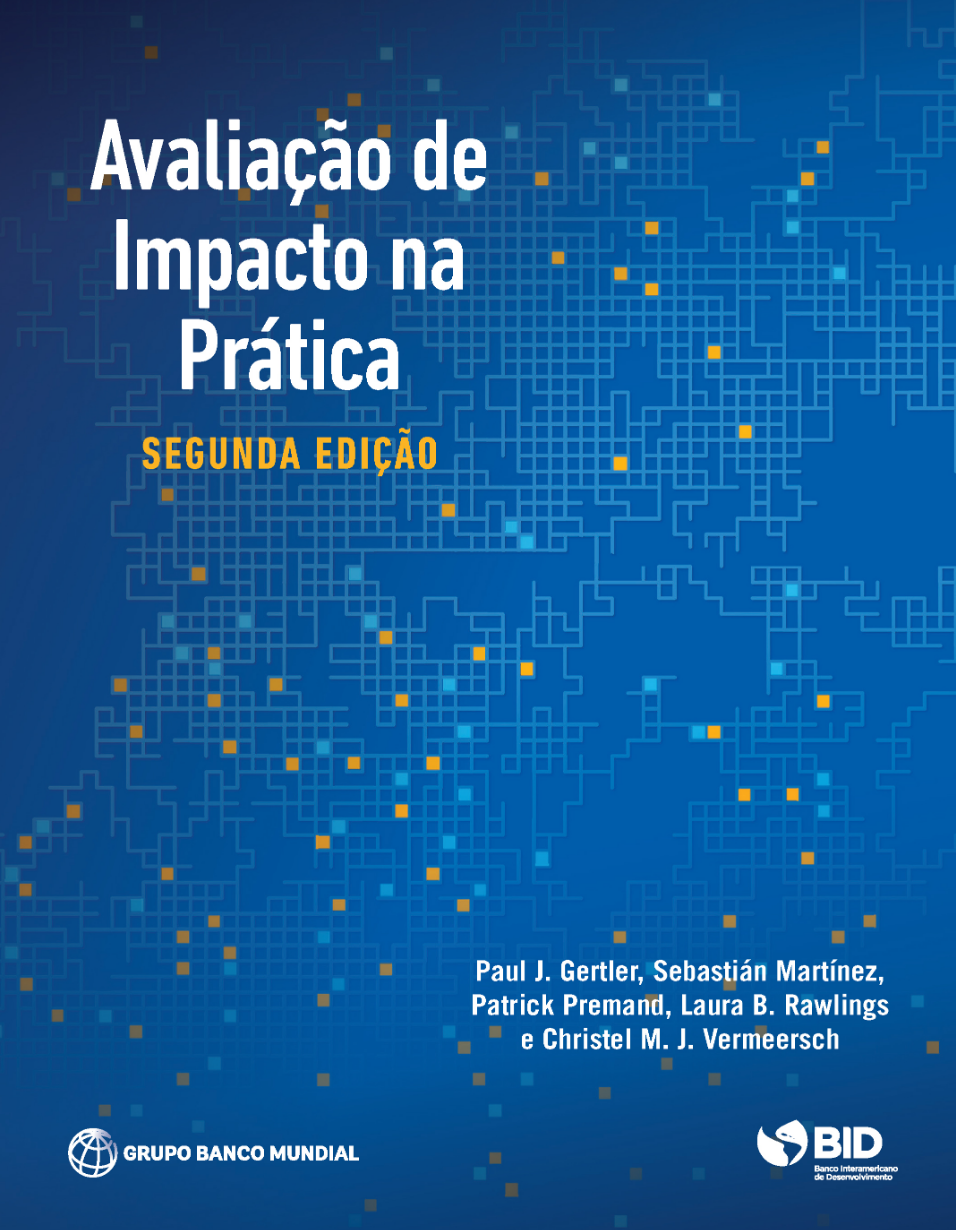 Avaliação de
Impacto na
Prática
SEGUNDA EDIÇÃO
Paul J. Gertler, Sebastián Martínez,
Patrick Premand, Laura B. Rawlings
e Christel M. J. Vermeersch
GRUPO BANCO MUNDIAL
BID
Banco Interamericano
de Desenvolvimento